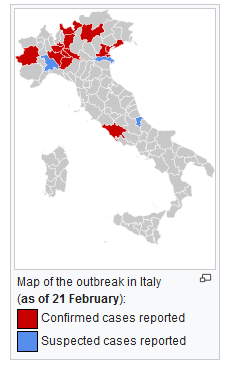 Map of the outbreak in Italy
(as of 21 February):
Confirmed cases reported
Suspected cases reported